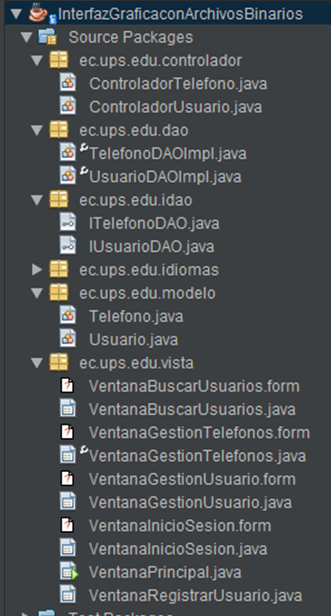 InterfazGraficaconArchivosBinarios
Source Packages
ec.ups.edu.controlador
ControladorTelefono.java
ControladorUsuario.java
ec.ups.edu.dao
TelefonoDAOImpl.java
UsuarioDAOImpl.java
ec.ups.edu.idao
ITelefonoDAO.java
IUsuarioDAO.java
ec.ups.edu.idiomas
ec.ups.edu.modelo
Telefono.java
Usuario.java
ec.ups.edu.vista
VentanaBuscarUsuarios.form
VentanaBuscarUsuarios.java
VentanaGestionTelefonos.form
VentanaGestionTelefonos.java
VentanaGestionUsuario.form
VentanaGestionUsuario.java
VentanaInicioSesion.form
VentanaInicioSesion.java
VentanaPrincipal.java
VentanaRegistrarUsuario.java